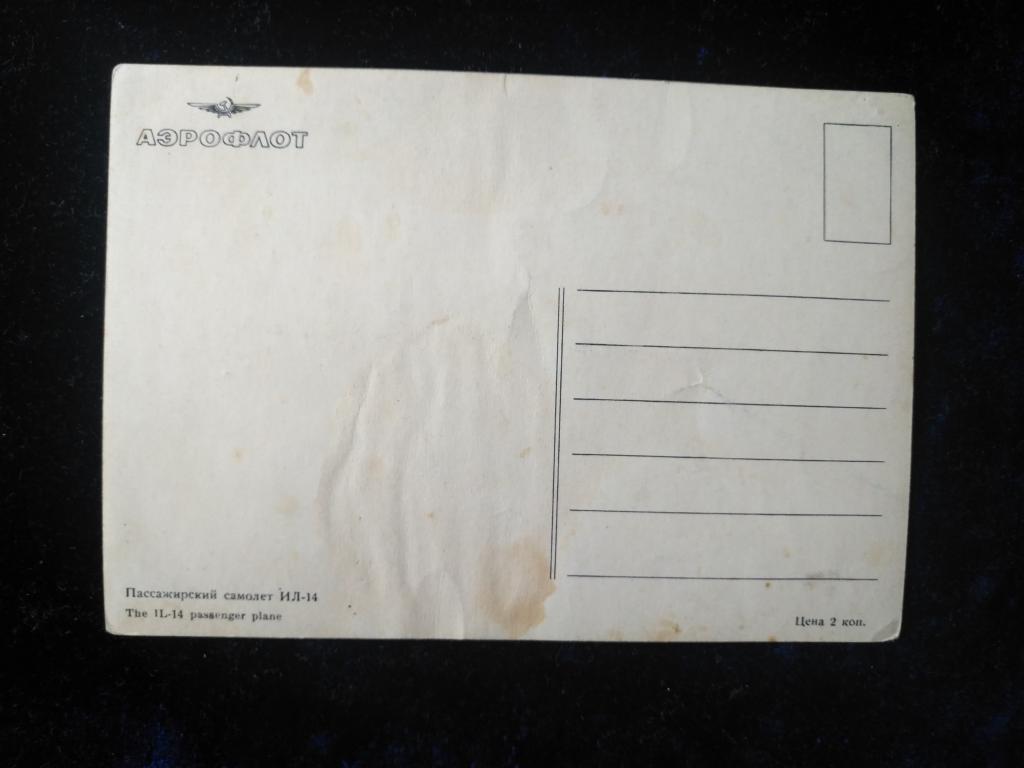 АЭРОФЛОТ
Пассажирский самолет ИЛ-14
The IL-14 passenger plane
Цена 2 коп.